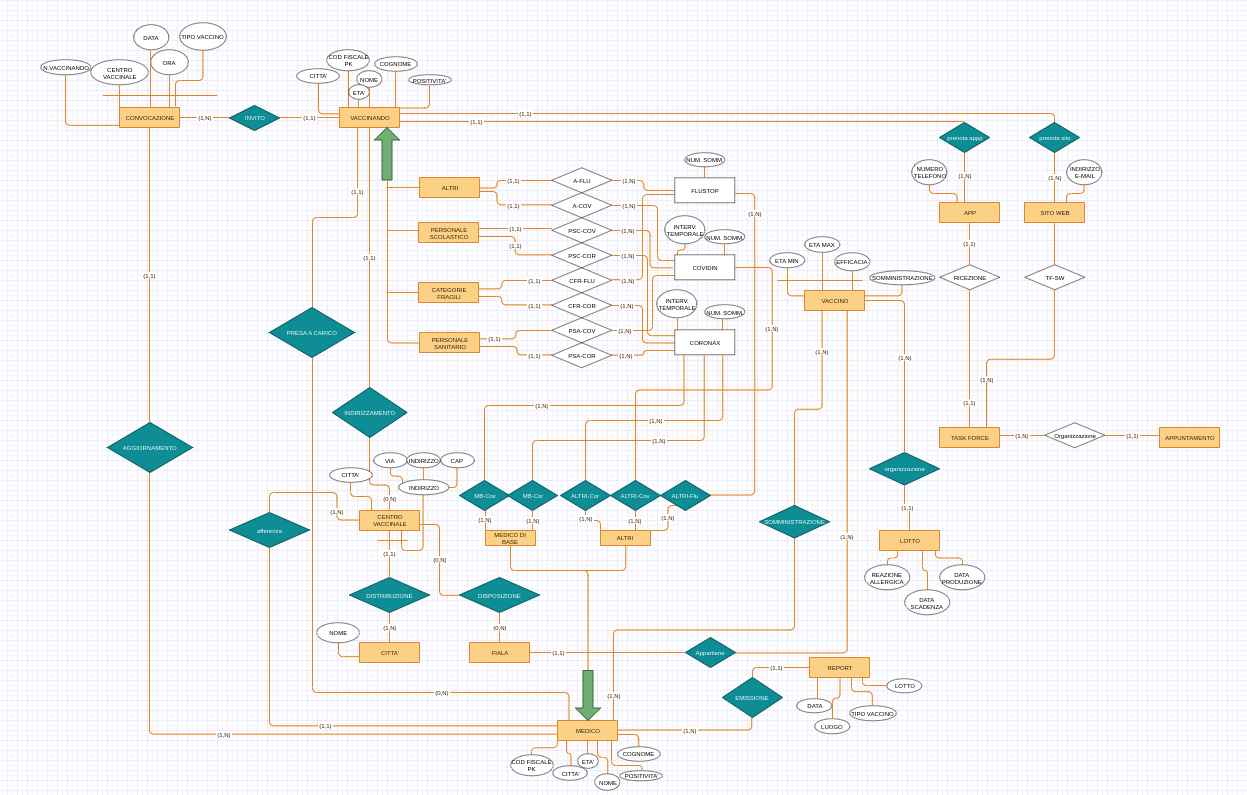 DATA
TIPO VACCINO
N.VACCINANDO
CENTRO
VACCINALE
ORA
COD FISCALE
PK
COGNOME
CITTA'
NOME
POSITIVITA'
ETA'
CONVOCAZIONE
(1,N)
INVITO
(1,1)
VACCINANDO
(1,1)
(1,1)
prenota app
prenota sito
NUM. SOMM.
NUMERO
TELEFONO
(1,N)
(1,N)
INDIRIZZO
E-MAIL
ALTRI
(1,1)
A-FLU
(1,N)
FLUSTOP
(1,1)
(1,1)
A-COV
(1,N)
(1,N)
APP
SITO WEB
PERSONALE
SCOLASTICO
(1,1)
PSC-COV
(1,N)
INTERV.
TEMPORALE
NUM. SOMM.
(1,1)
PSC-COR
(1,N)
(1,1)
(1,1)
ETA MAX
ETA MIN
EFFICACIA
COVIDIN
(1,1)
SOMMINISTRAZIONE
RICEZIONE
TF-SW
CATEGORIE
FRAGILI
(1,1)
CFR-FLU
(1,N)
(1,1)
CFR-COR
(1,N)
INTERV.
TEMPORALE
NUM. SOMM.
VACCINO
PRESA A CARICO
PERSONALE
SANITARIO
(1,1)
PSA-COV
(1,N)
CORONAX
(1,N)
PSA-COR
(1,N)
(1,1)
(1,N)
(1,N)
(1,N)
(1,N)
(1,1)
INDIRIZZAMENTO
(1,N)
(1,N)
(1,N)
TASK FORCE
(1,N)
Organizzazione
(1,1)
APPUNTAMENTO
AGGIORNAMENTO
CITTA'
VIA
INDIRIZZO
CAP
INDIRIZZO
organizzazione
(0,N)
MB-Cov
MB-Cor
ALTRI-Cor
ALTRI-Cov
ALTRI-Flu
(1,N)
(1,1)
afferenza
CENTRO
VACCINALE
(1,N)
(1,N)
(1,N)
(1,N)
(1,N)
SOMMINISTRAZIONE
MEDICO DI
BASE
ALTRI
(1,N)
LOTTO
(1,1)
(0,N)
REAZIONE
ALLERGICA
DATA
PRODUZIONE
DATA
SCADENZA
DISTRIBUZIONE
DISPOSIZIONE
NOME
(1,N)
(0,N)
CITTA'
FIALA
(1,1)
Appartiene
REPORT
(1,1)
LOTTO
(0,N)
(1,N)
EMISSIONE
DATA
TIPO VACCINO
LUOGO
(1,1)
(1,N)
MEDICO
(1,N)
COGNOME
COD FISCALE
PK
ETA'
CITTA'
POSITIVITA'
NOME